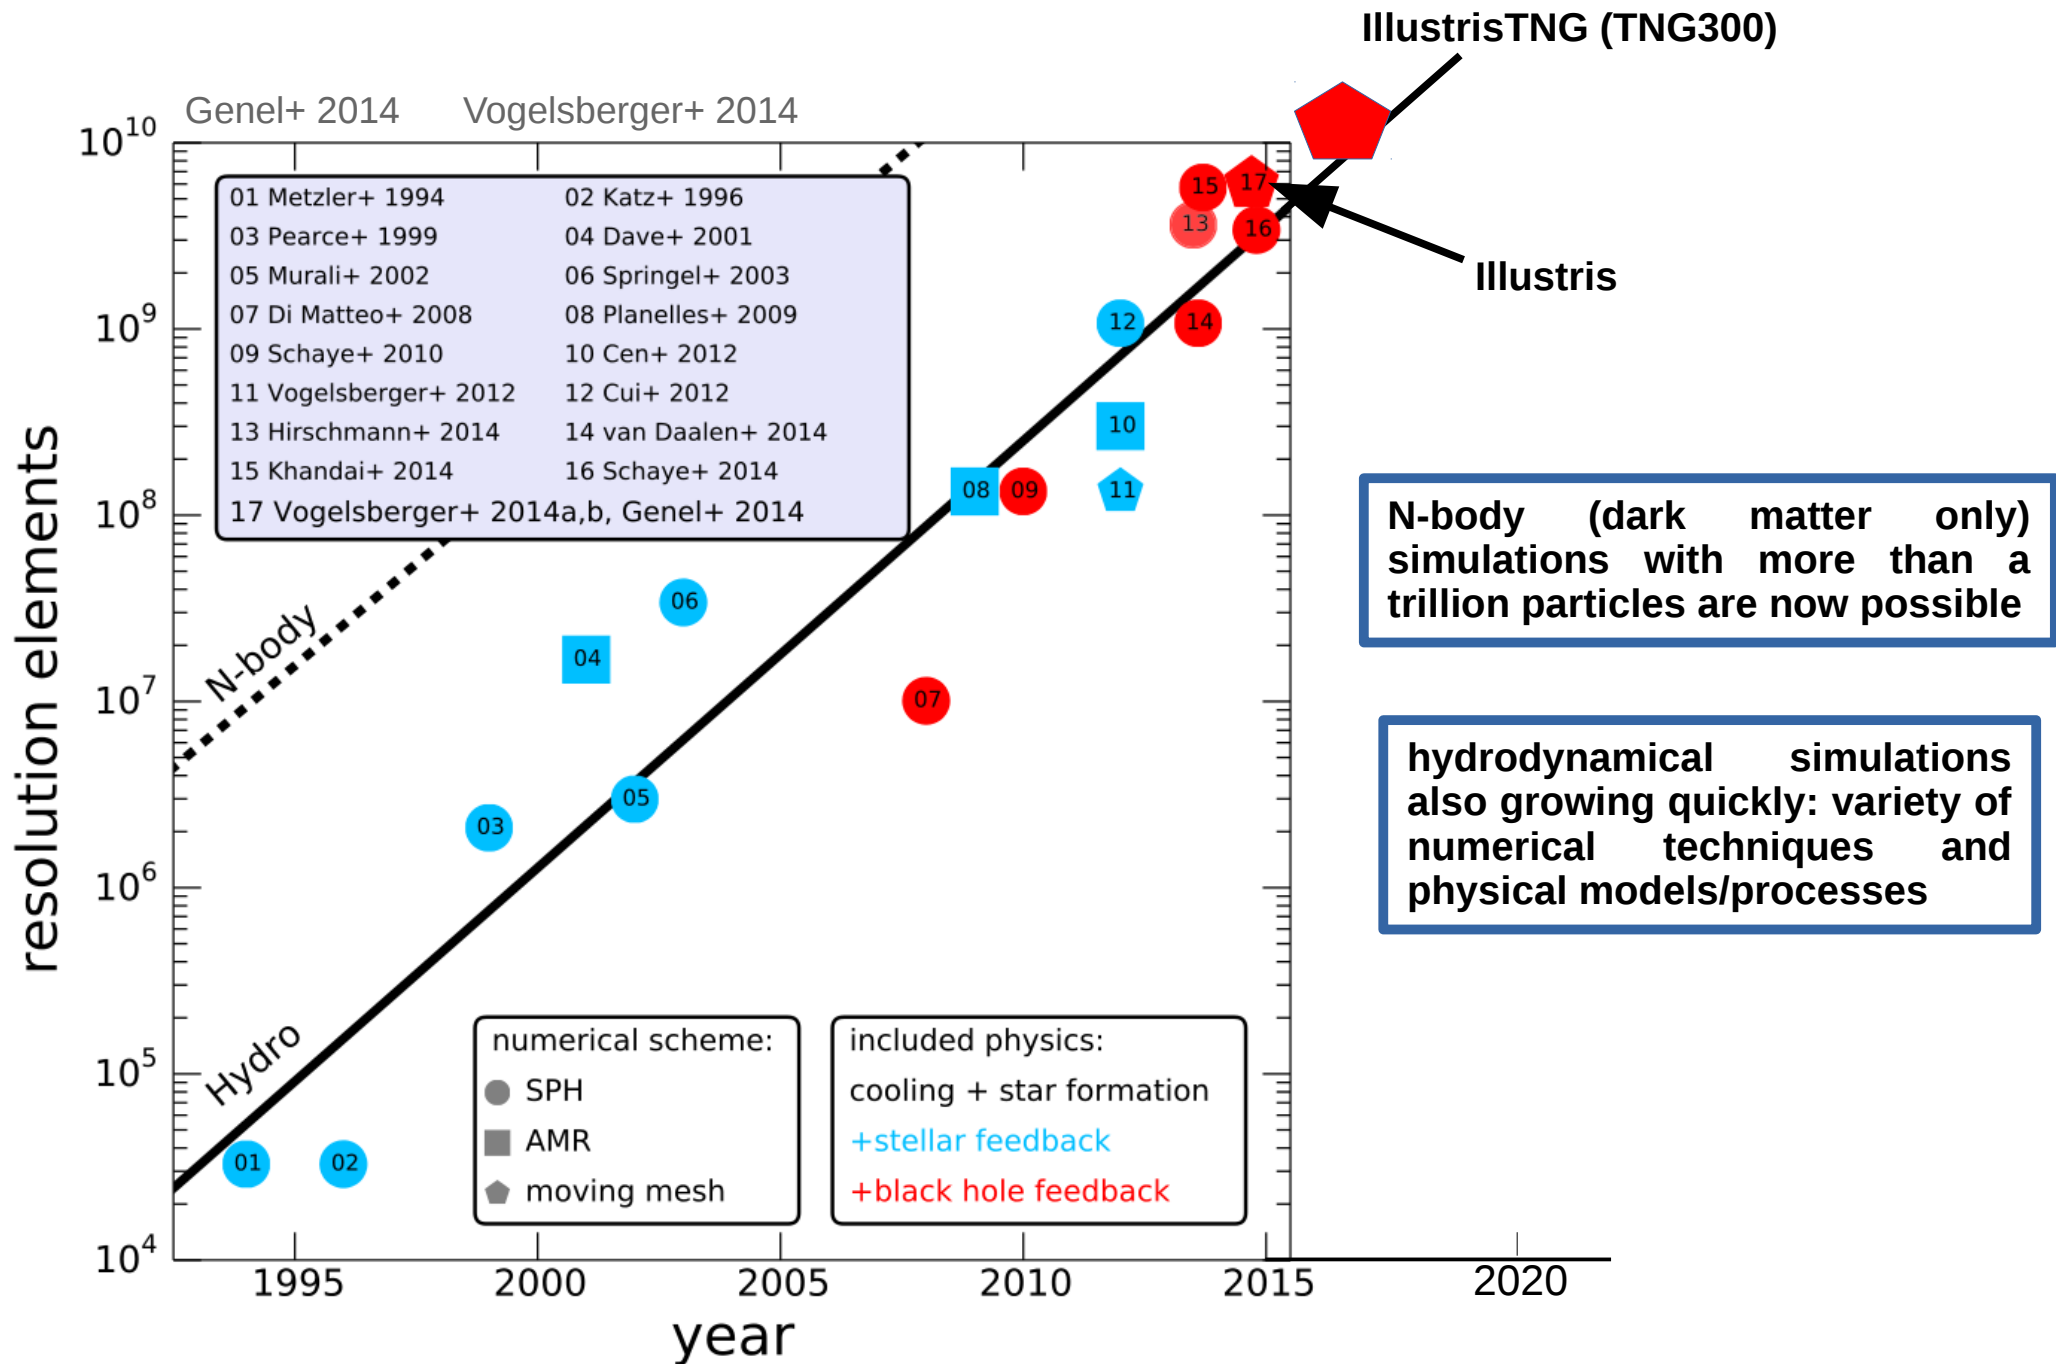 IllustrisTNG (TNG300)
Genel+ 2014 Vogelsberger+ 2014
10^10
01 Metzler+ 1994 02 Katz+ 1996
03 Pearce+ 1999 04 Dave+ 2001
05 Murali+ 2002 06 Springel+ 2003
07 Di Matteo+ 2008 08 Planelles+ 2009
09 Schaye+ 2010 10 Cen+ 2012
11 Vogelsberger+ 2012 12 Cui+ 2012
13 Hirschmann+ 2014 14 van Daalen+ 2014
15 Khandai+ 2014 16 Schaye+ 2014
17 Vogelsberger+ 2014a,b, Genel+ 2014
15 17
13 16
Illustris
10^9
12 14
10
08 09 11
10^8
N-body (dark matter only)
simulations with more than a
trillion particles are now possible
06
04
N-body
10^7
07
hydrodynamical simulations
also growing quickly: variety of
numerical techniques and
physical models/processes
05
03
10^6
resolution elements
Hydro
10^5
01 02
numerical scheme:
SPH
AMR
moving mesh
included physics:
cooling + star formation
+stellar feedback
+black hole feedback
10^4
1995 2000 2005 2010 2015 2020
year